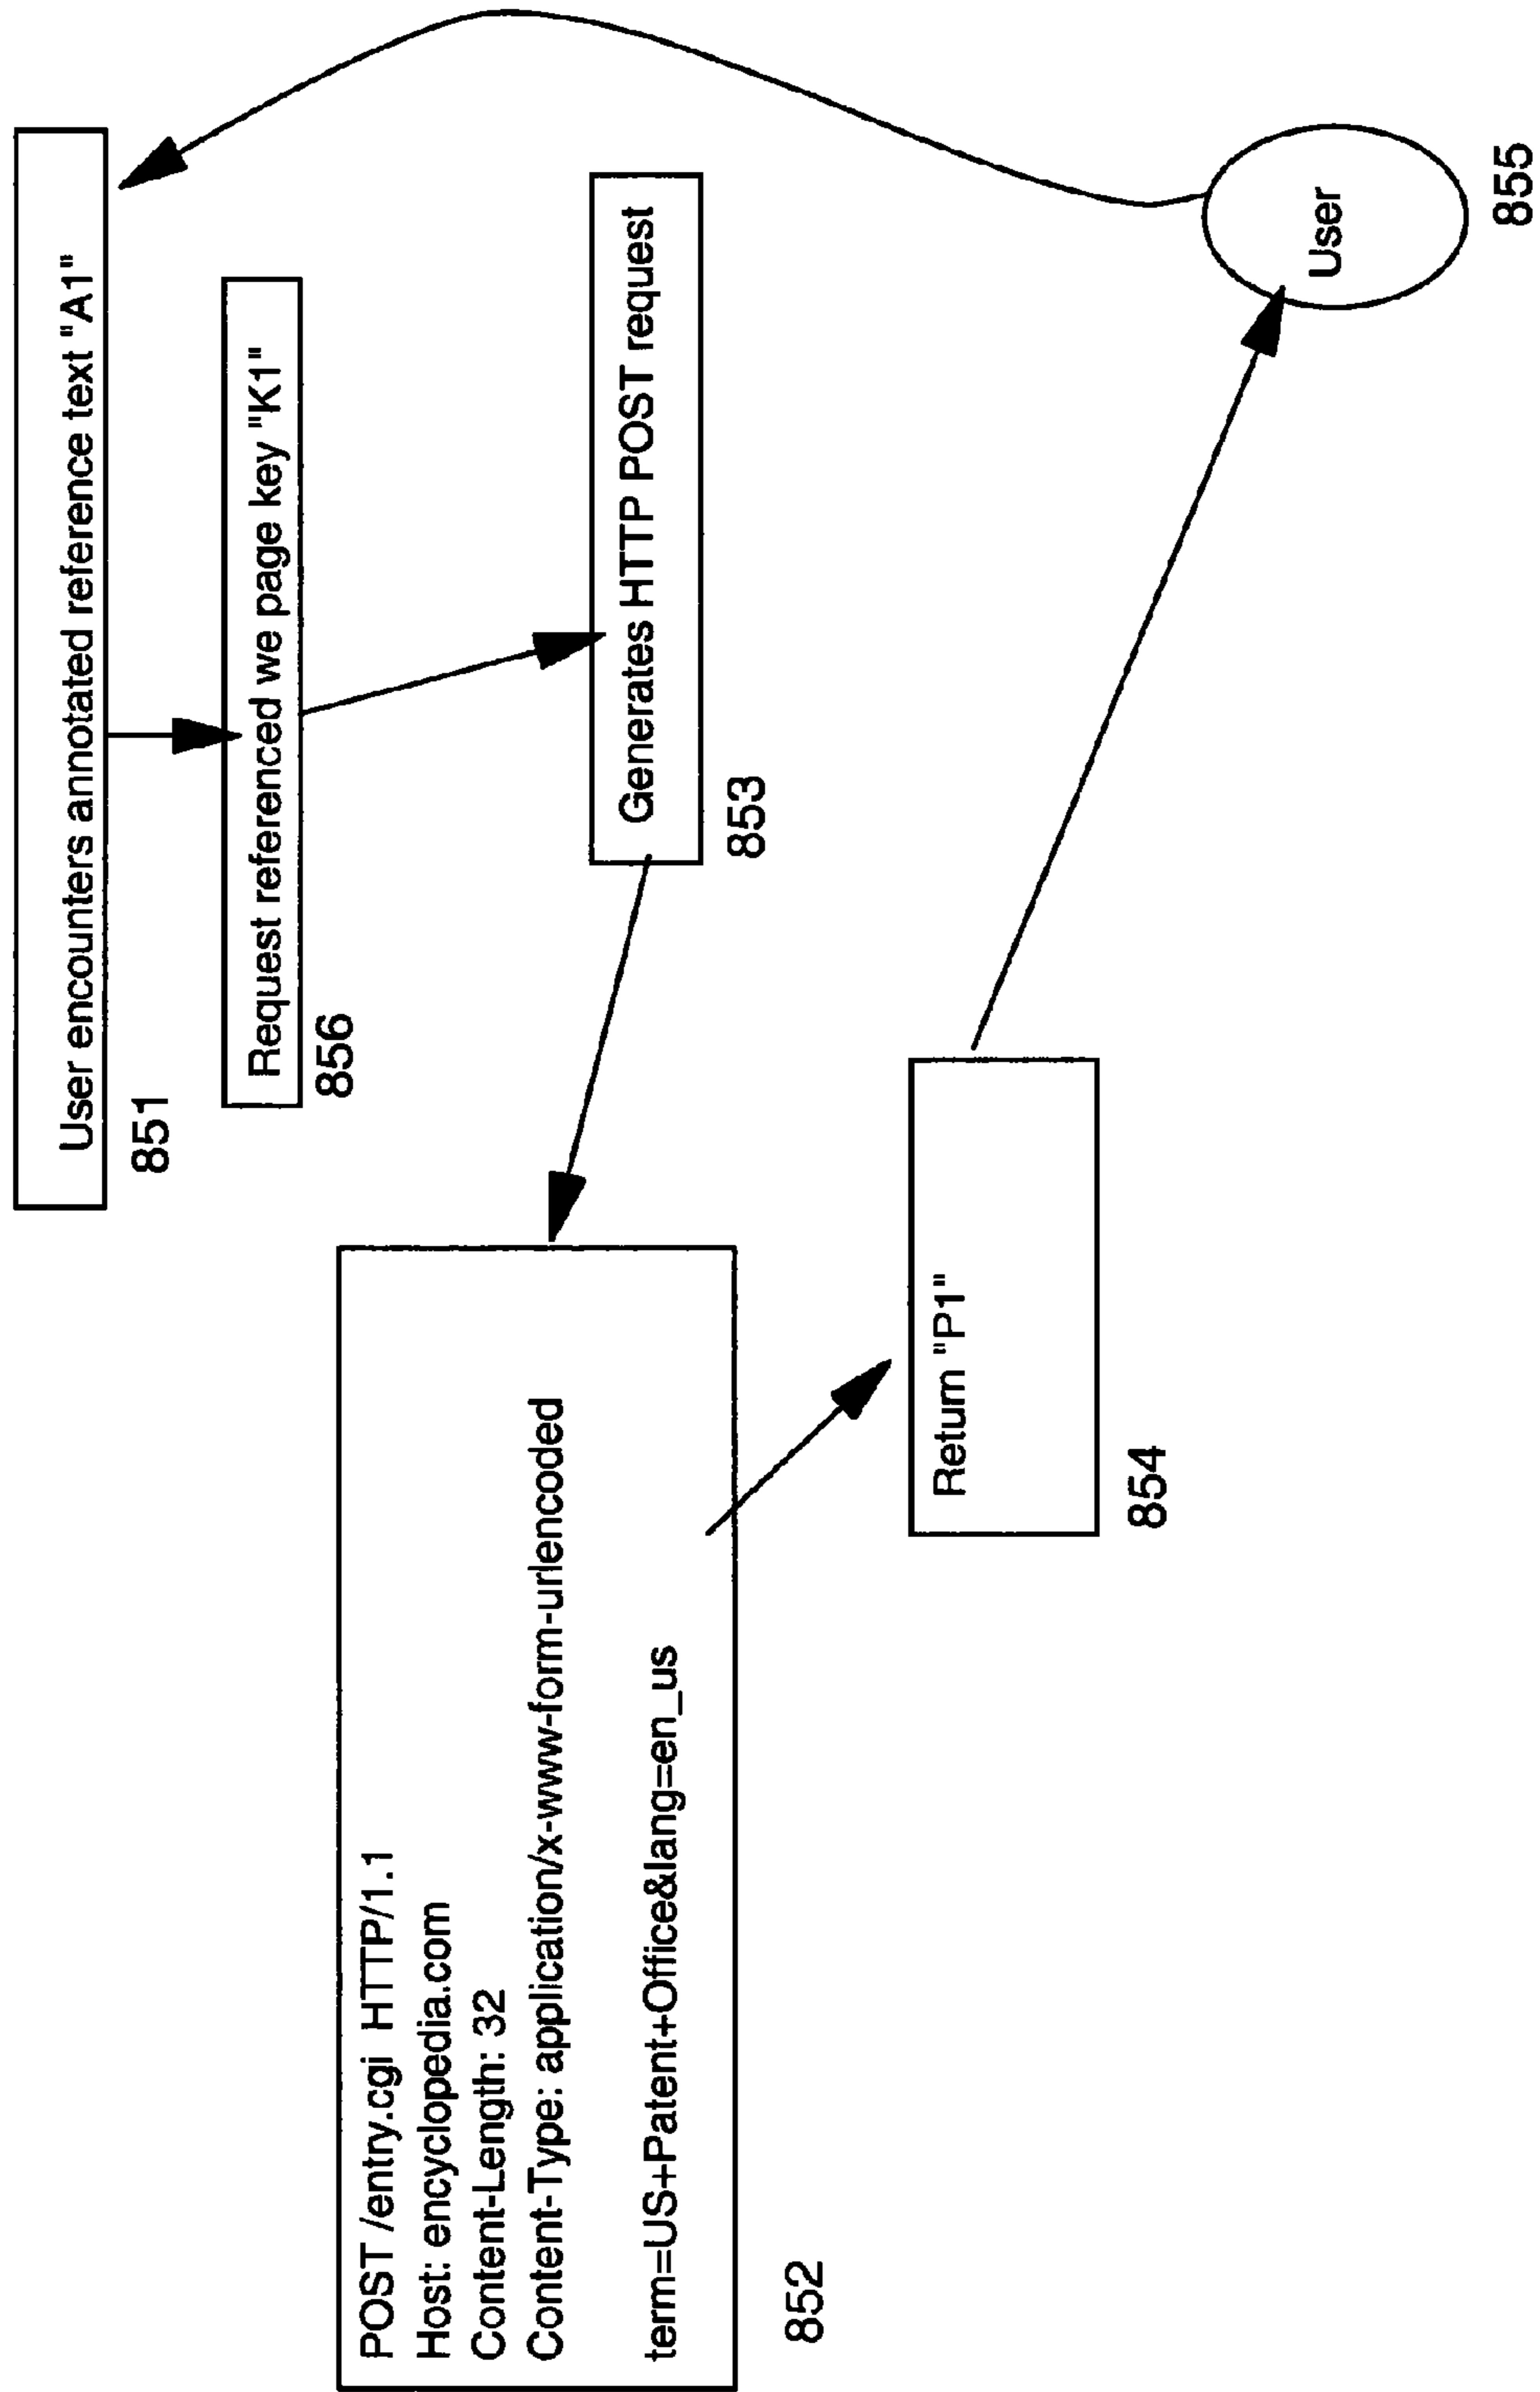 User encounters annotated reference text "A1"
851
Request referenced we page key "K1"
856
Generates HTTP POST request
853
POST /entry.cgi HTTP/1.1
Host: encyclopedia.com
Content-Length: 32
Content-Type: application/x-www-form-urlencoded
term=US+Patent+Office&lang=en_us
852
Return "P1"
854
User
855